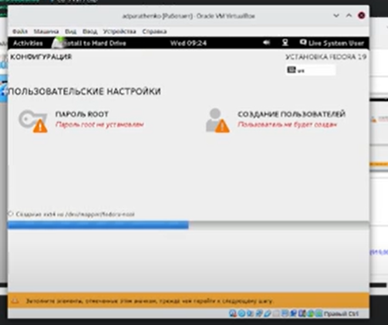 adparathenko [Работает] - Oracle VM VirtualBox
Файл Машина Вид Ввод Устройства Справка
Activities Install to Hard Drive Wed 09:24 Live System User
КОНФИГУРАЦИЯ УСТАНОВКА FEDORA 19
us
ПОЛЬЗОВАТЕЛЬСКИЕ НАСТРОЙКИ
ПАРОЛЬ ROOT
Пароль root не установлен
СОЗДАНИЕ ПОЛЬЗОВАТЕЛЕЙ
Пользователь не будет создан
Создание ext4 на /dev/mapper/fedora-root
Заполните элементы, отмеченные этим значком, прежде чем перейти к следующему шагу.
Правый Ctrl